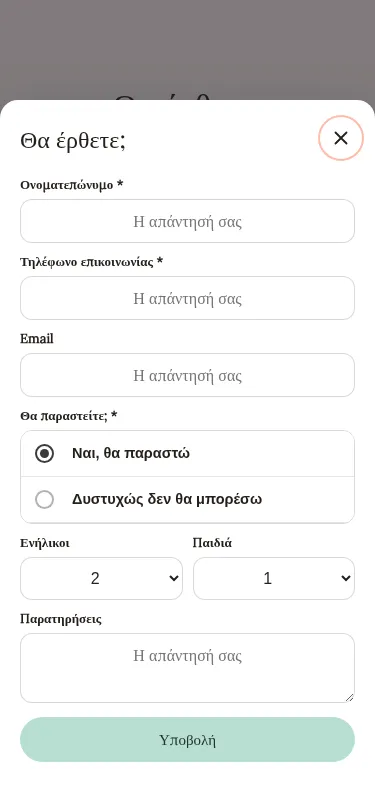 Θα έρθετε;
Ονοματεπώνυμο *
Η απάντησή σας
Τηλέφωνο επικοινωνίας *
Η απάντησή σας
Email
Η απάντησή σας
Θα παραστείτε; *
Ναι, θα παραστώ
Δυστυχώς δεν θα μπορέσω
Ενήλικοι Παιδιά
2 1
Παρατηρήσεις
Η απάντησή σας
Υποβολή